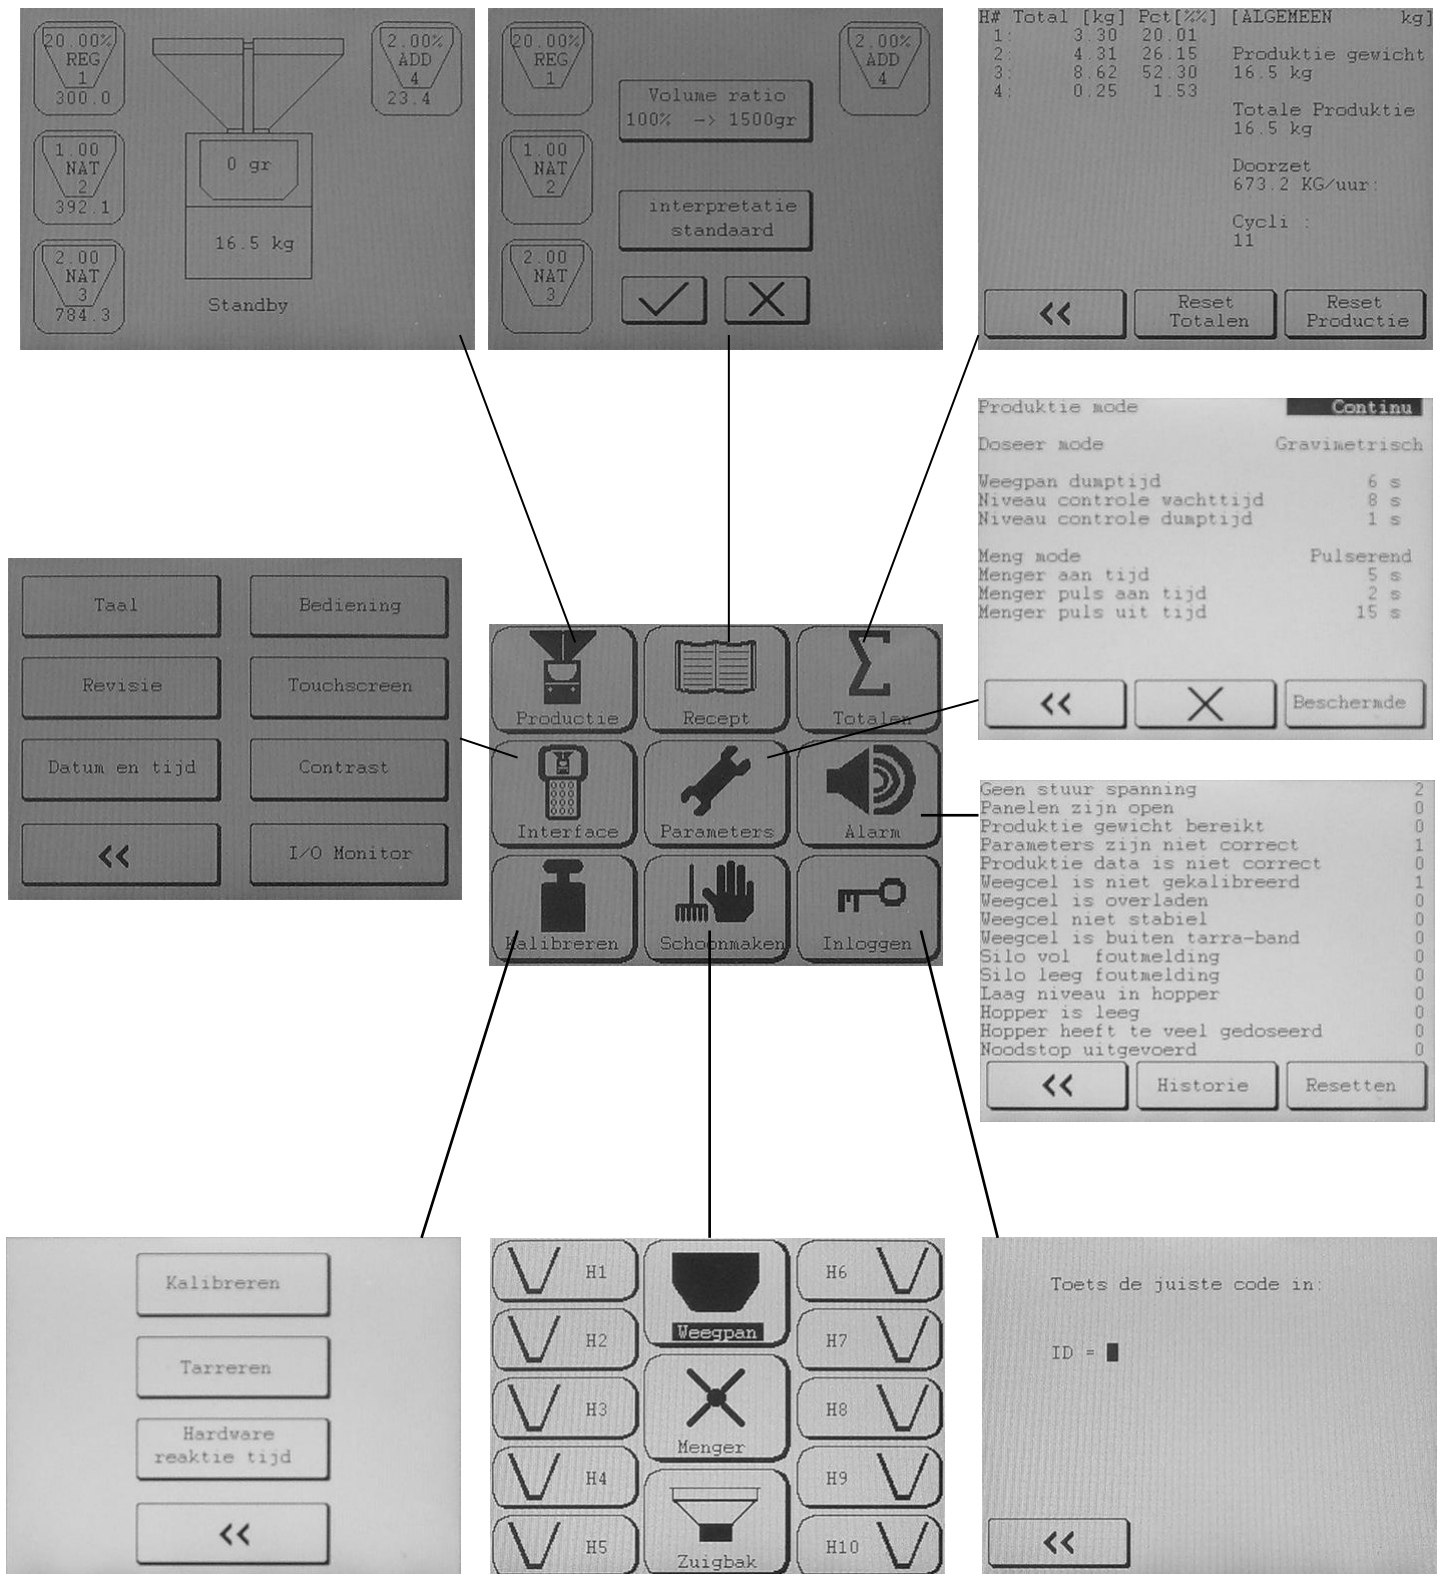 20.00%
REG
1
300.0
1.00
NAT
2
392.1
2.00
NAT
3
784.3
0 gr
16.5 kg
Standby
2.00%
ADD
4
23.4
20.00%
REG
1
1.00
NAT
2
2.00
NAT
3
Volume ratio
100% -> 1500gr
interpretatie
standaard
2.00%
ADD
4
H# Total [kg] Pct[%%] [ALGEMEEN kg]
1: 3.30 20.01
2: 4.31 26.15 Produktie gewicht
3: 8.62 52.30 16.5 kg
4: 0.25 1.53
Totale Produktie
16.5 kg
Doorzet
673.2 KG/uur:
Cycli :
11
<<
Reset
Totalen
Reset
Productie
Produktie mode Continu
Doseer mode Gravimetrisch
Weegpan dumptijd 6 s
Niveau controle wachttijd 8 s
Niveau controle dumptijd 1 s
Meng mode Pulserend
Menger aan tijd 5 s
Menger puls aan tijd 2 s
Menger puls uit tijd 15 s
<<
Beschermde
Taal
Bediening
Revisie
Touchscreen
Datum en tijd
Contrast
<<
I/O Monitor
Productie
Recept
Totalen
Interface
Parameters
Alarm
Kalibreren
Schoonmaken
Inloggen
Geen stuur spanning 2
Panelen zijn open 0
Produktie gewicht bereikt 0
Parameters zijn niet correct 1
Produktie data is niet correct 0
Weegcel is niet gekalibreerd 1
Weegcel is overladen 0
Weegcel niet stabiel 0
Weegcel is buiten tarra-band 0
Silo vol foutmelding 0
Silo leeg foutmelding 0
Laag niveau in hopper 0
Hopper is leeg 0
Hopper heeft te veel gedoseerd 0
Noodstop uitgevoerd 0
<<
Historie
Resetten
Kalibreren
Tarreren
Hardware
reaktie tijd
<<
H1
H2
H3
H4
H5
Weegpan
Menger
Zuigbak
H6
H7
H8
H9
H10
Toets de juiste code in:
ID =
<<